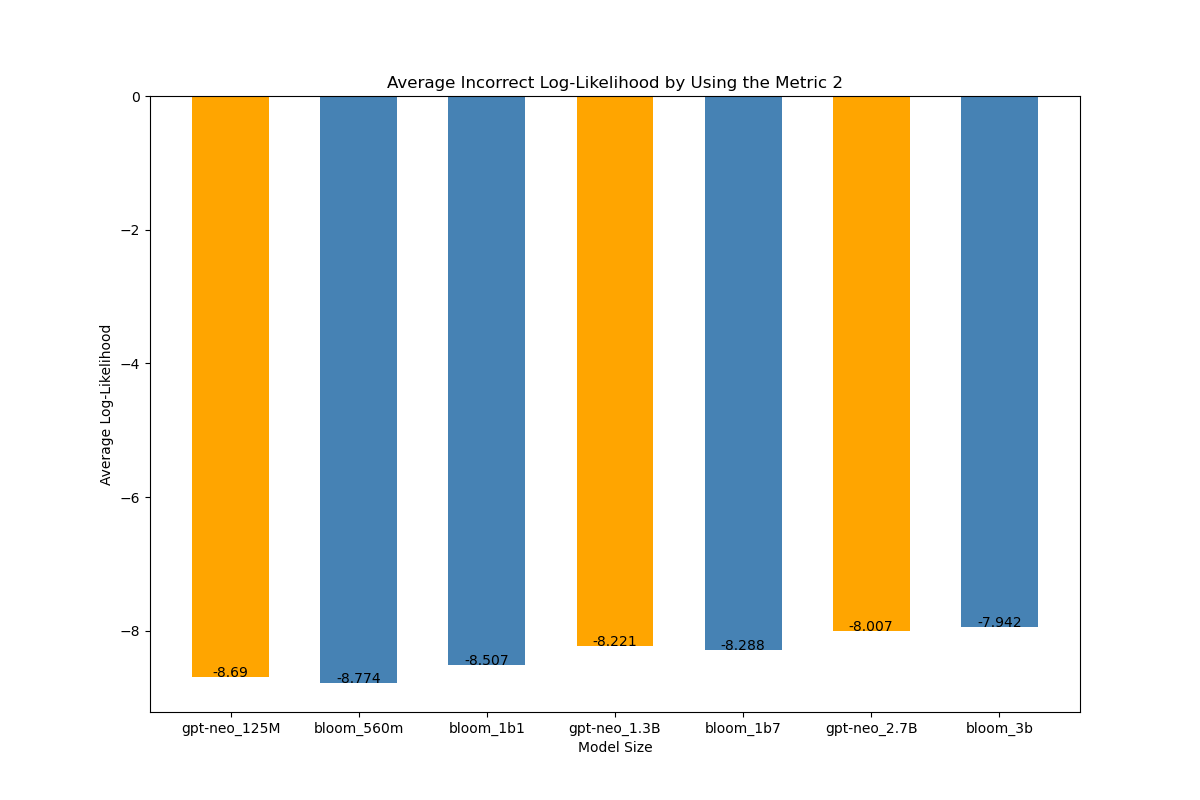 Average Incorrect Log-Likelihood by Using the Metric 2
Average Log-Likelihood
0
−2
−4
−6
−8
-8.69
-8.774
-8.507
-8.221
-8.288
-8.007
-7.942
gpt-neo_125M
bloom_560m
bloom_1b1
gpt-neo_1.3B
bloom_1b7
gpt-neo_2.7B
bloom_3b
Model Size